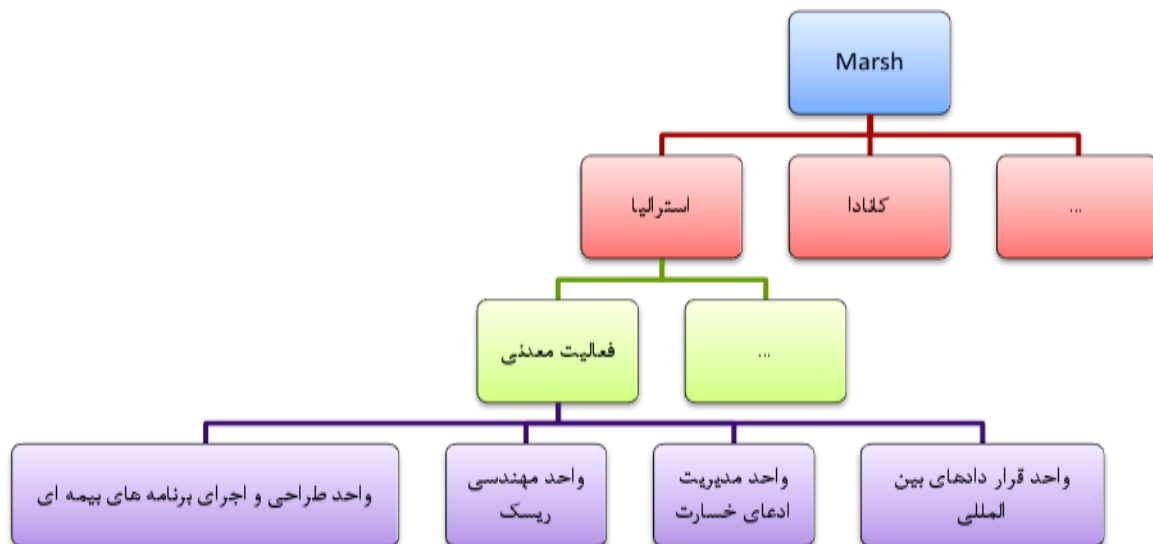 Marsh
استرالیا
کانادا
...
فعالیت معدنی
...
واحد طراحی و اجرای برنامه های بیمه ای
واحد مهندسی
ریسک
واحد مدیریت
ادعای خسارت
واحد قرار دادهای بین
المللی